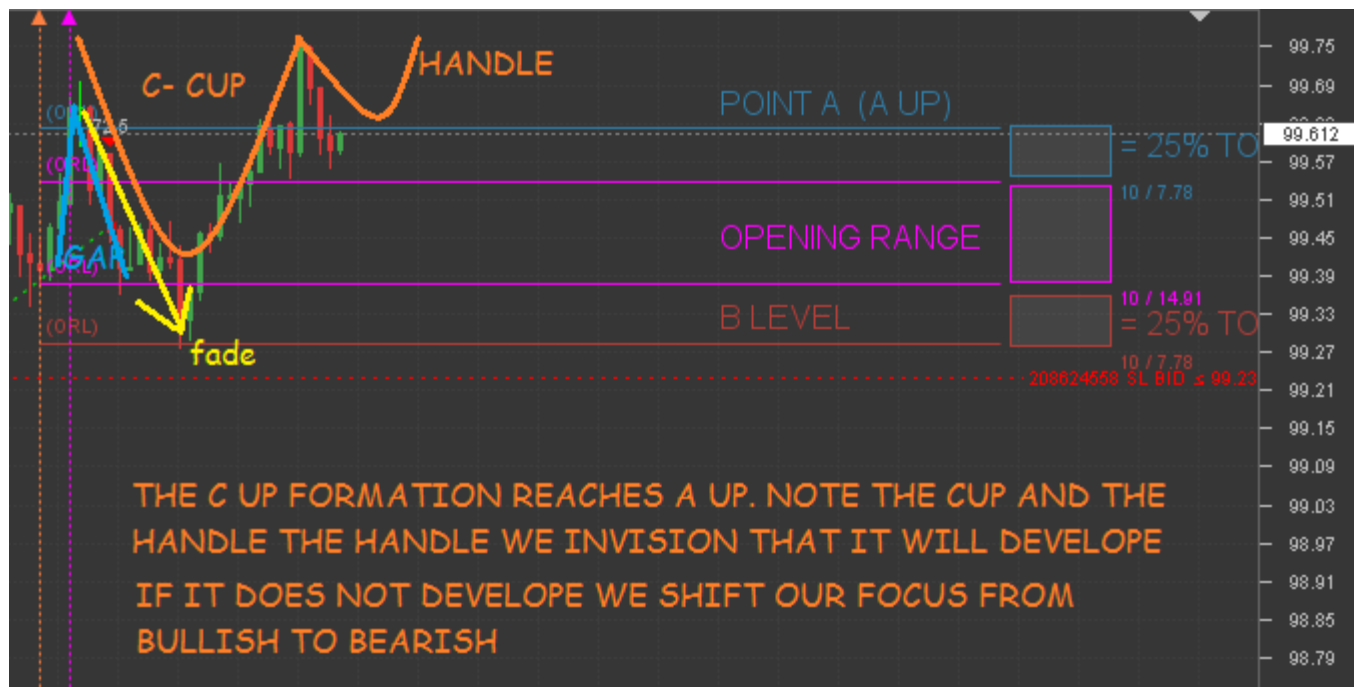 C- CUP
HANDLE
72.5
(ORL)
fade
POINT A (A UP)
= 25% TO
10 / 7.78
OPENING RANGE
10 / 14.91
B LEVEL
= 25% TO
10 / 7.78
208624558 SL BID ≤ 99.23
99.75
99.69
99.612
99.57
99.51
99.45
99.39
99.33
99.27
99.21
99.15
99.09
99.03
98.97
98.91
98.85
98.79
THE C UP FORMATION REACHES A UP. NOTE THE CUP AND THE
HANDLE THE HANDLE WE INVISION THAT IT WILL DEVELOPE
IF IT DOES NOT DEVELOPE WE SHIFT OUR FOCUS FROM
BULLISH TO BEARISH